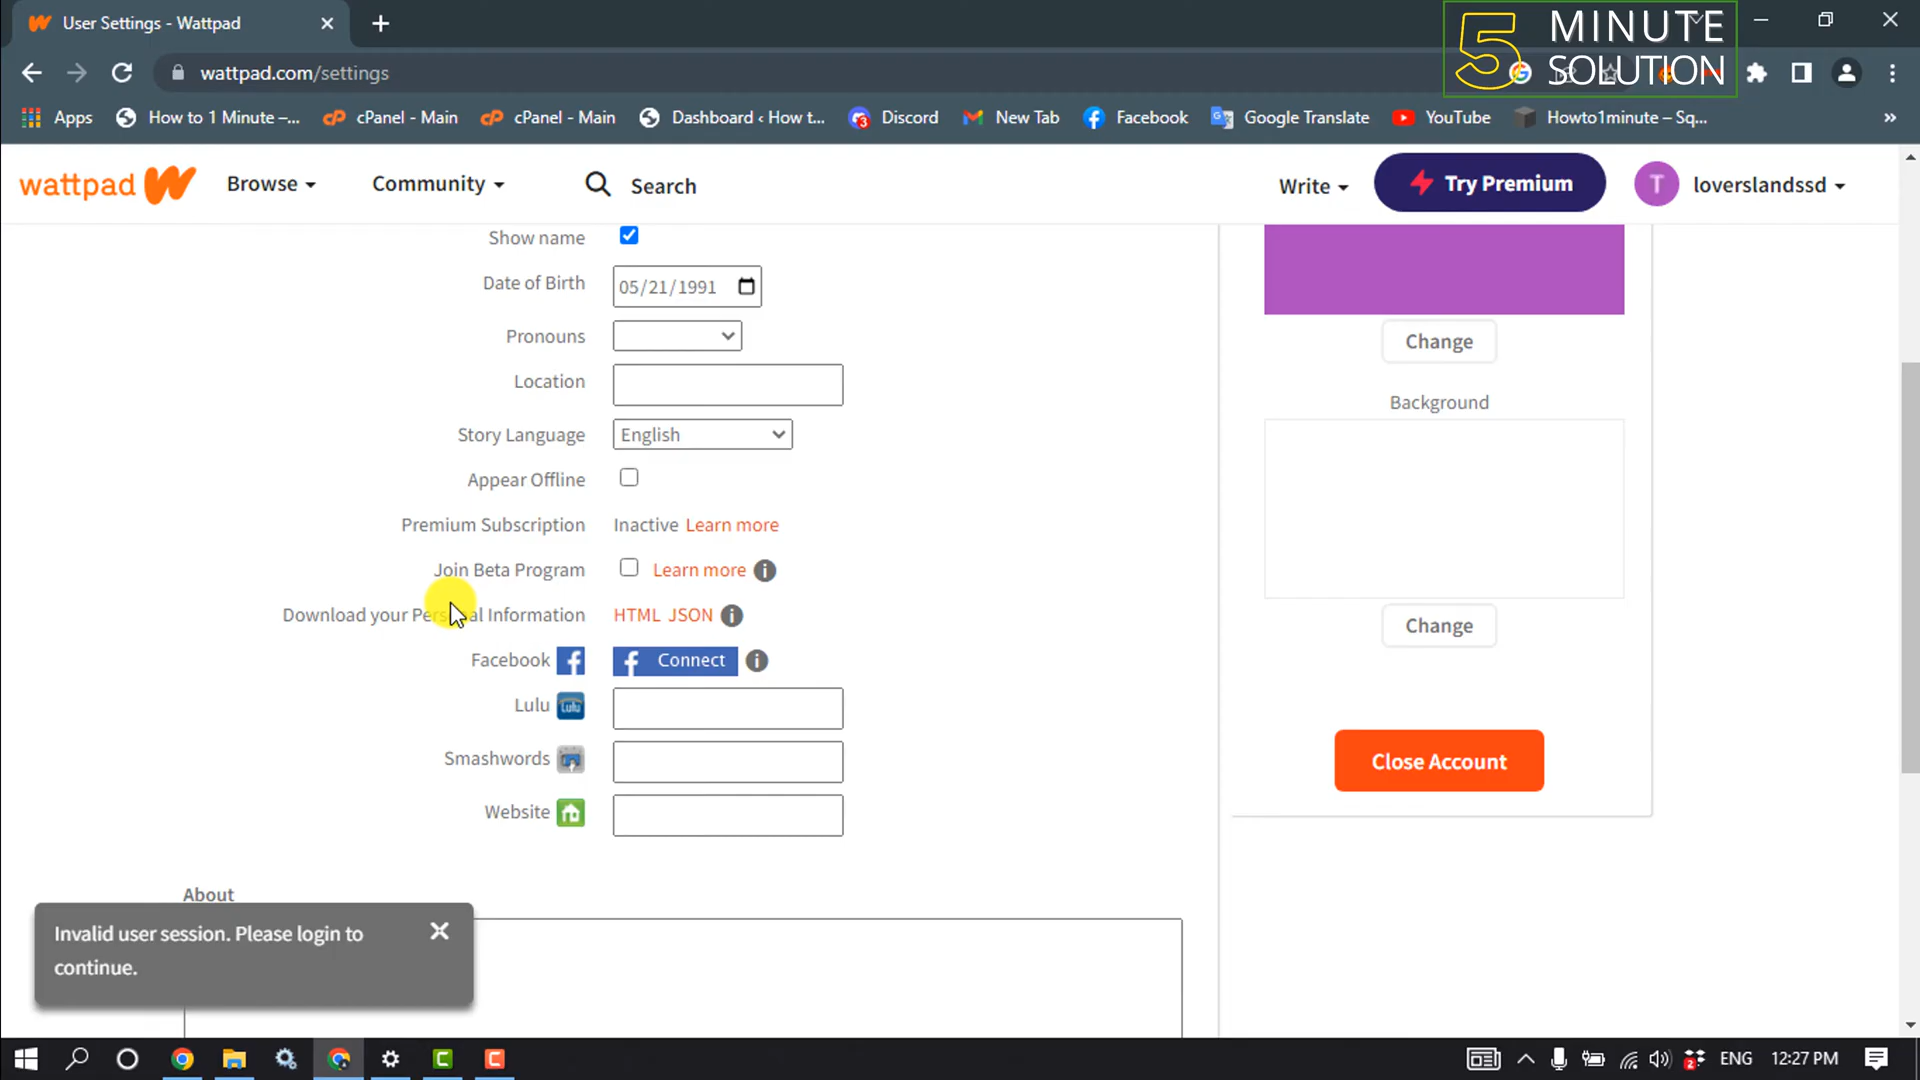 User Settings - Wattpad
5 MINUTE SOLUTION
wattpad.com/settings
Apps
How to 1 Minute –...
cPanel - Main
cPanel - Main
Dashboard ‹ How t...
Discord
New Tab
Facebook
Google Translate
YouTube
Howto1minute – Sq...
wattpad
Browse
Community
Search
Write
Try Premium
T
loverslandssd
Show name
Date of Birth
05/21/1991
Pronouns
Location
Story Language
English
Appear Offline
Premium Subscription
Inactive Learn more
Join Beta Program
Learn more
Download your Personal Information
HTML JSON
Facebook
Connect
Lulu
Smashwords
Website
Change
Background
Change
Close Account
About
Invalid user session. Please login to
continue.
ENG
12:27 PM